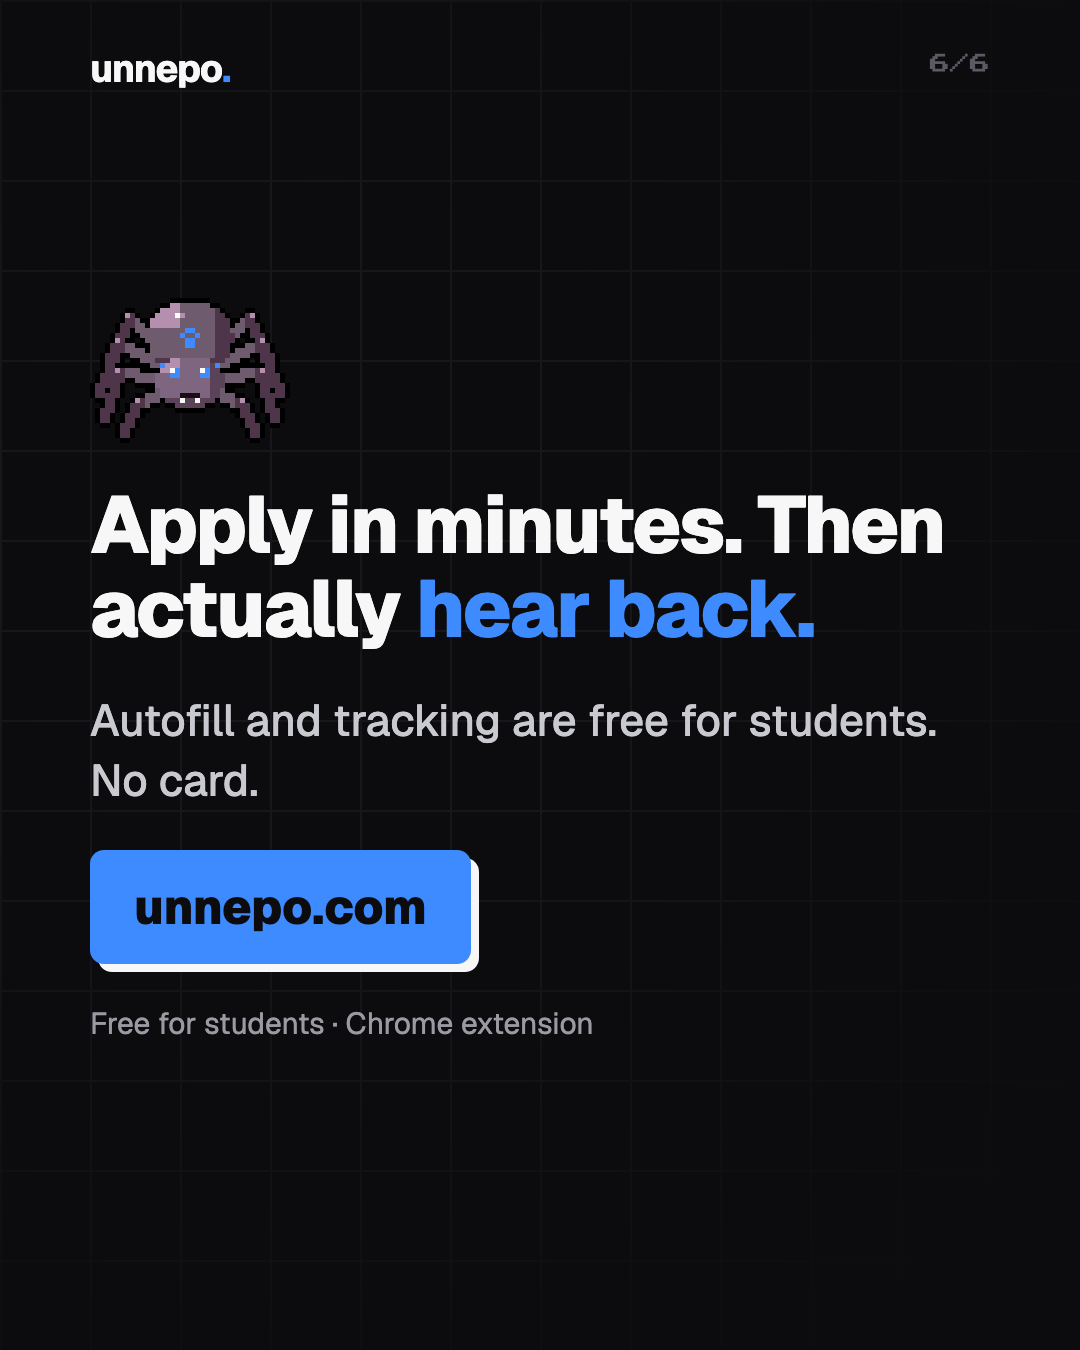 unnepo.
6/6
Apply in minutes. Then
actually hear back.
Autofill and tracking are free for students.
No card.
unnepo.com
Free for students · Chrome extension